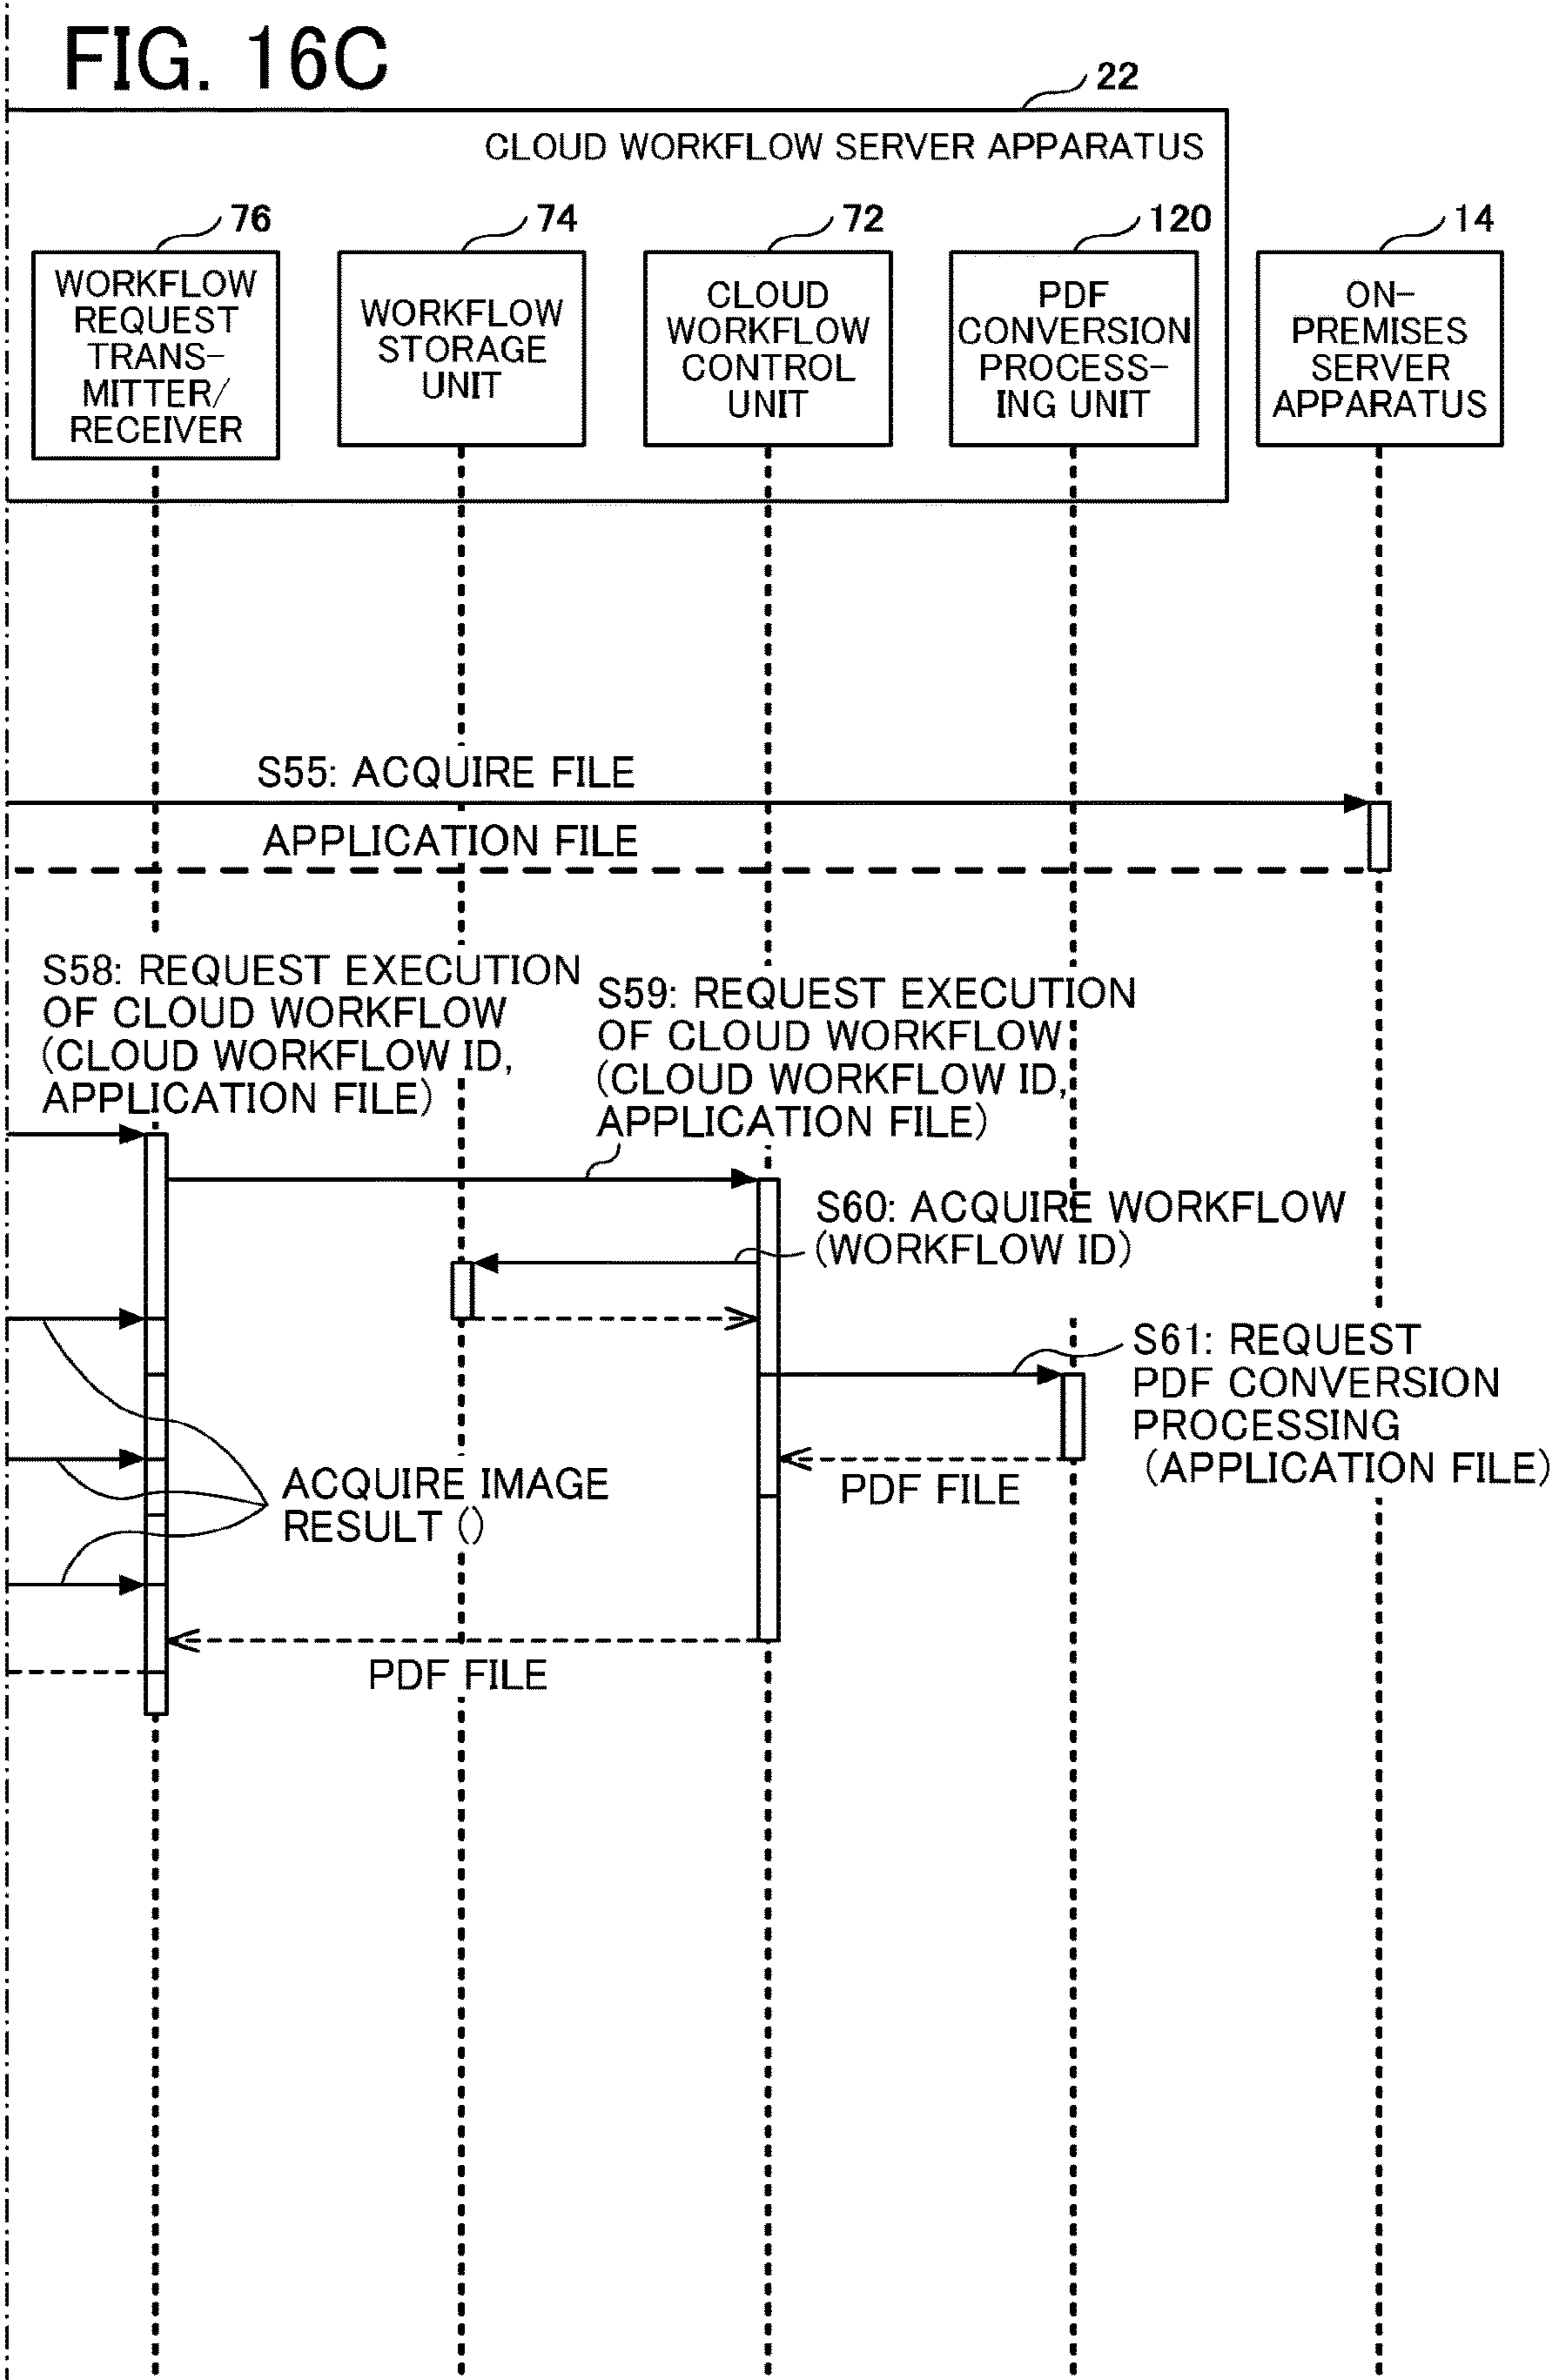 FIG. 16C
22
CLOUD WORKFLOW SERVER APPARATUS
76
74
72
120
14
WORKFLOW
REQUEST
TRANS-
MITTER/
RECEIVER
WORKFLOW
STORAGE
UNIT
CLOUD
WORKFLOW
CONTROL
UNIT
PDF
CONVERSION
PROCESS-
ING UNIT
ON-
PREMISES
SERVER
APPARATUS
S55: ACQUIRE FILE
APPLICATION FILE
S58: REQUEST EXECUTION
OF CLOUD WORKFLOW
(CLOUD WORKFLOW ID,
APPLICATION FILE)
S59: REQUEST EXECUTION
OF CLOUD WORKFLOW
(CLOUD WORKFLOW ID,
APPLICATION FILE)
S60: ACQUIRE WORKFLOW
(WORKFLOW ID)
S61: REQUEST
PDF CONVERSION
PROCESSING
(APPLICATION FILE)
PDF FILE
ACQUIRE IMAGE
RESULT ()
PDF FILE